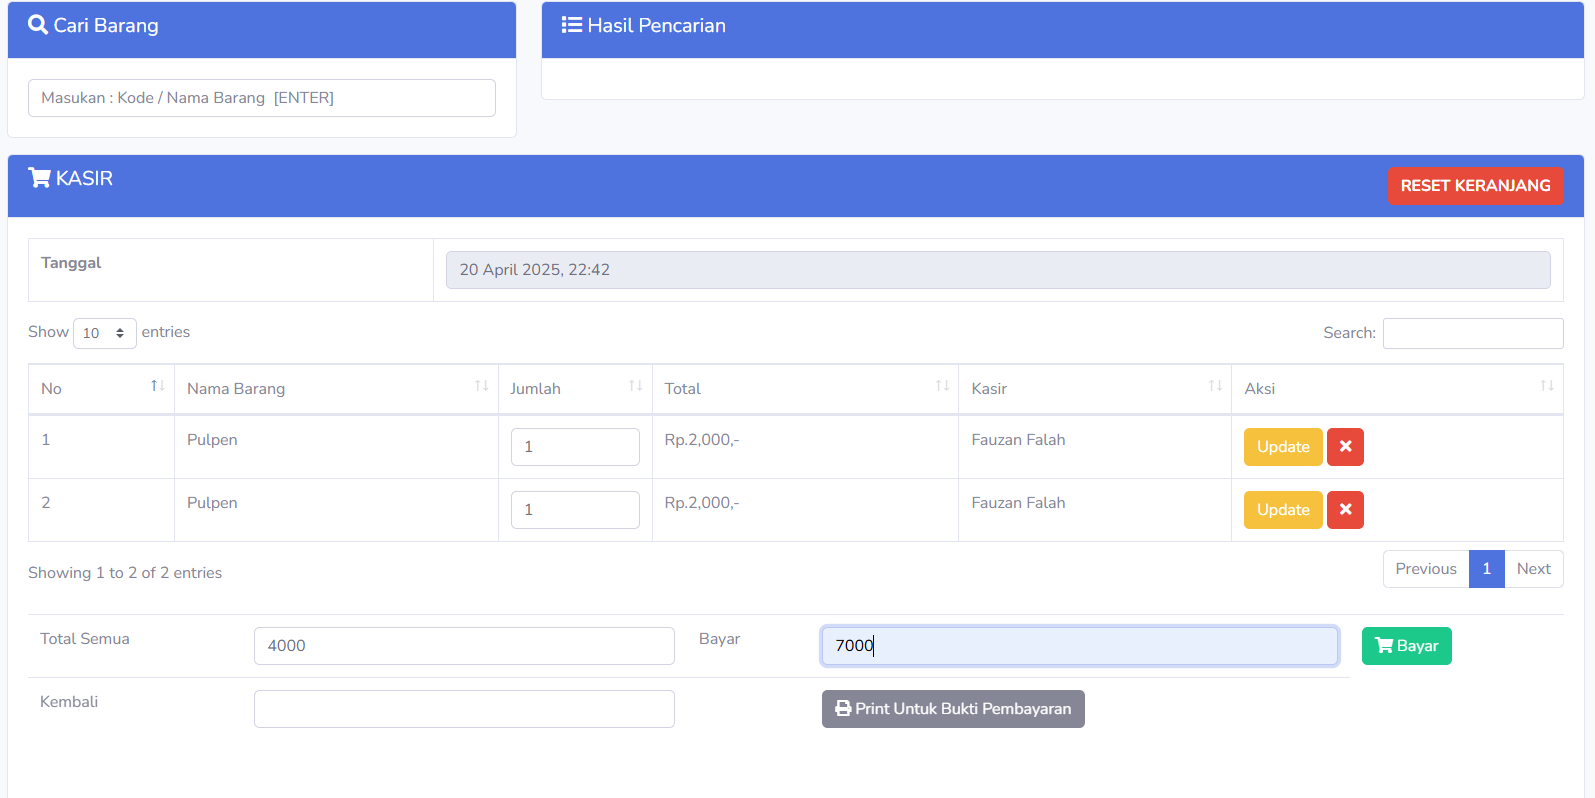 Cari Barang
Hasil Pencarian
Masukan : Kode / Nama Barang [ENTER]
KASIR
RESET KERANJANG
Tanggal
20 April 2025, 22:42
Show 10 entries
Search:
No Nama Barang Jumlah Total Kasir Aksi
1 Pulpen 1 Rp.2,000,- Fauzan Falah Update
2 Pulpen 1 Rp.2,000,- Fauzan Falah Update
Showing 1 to 2 of 2 entries
Previous 1 Next
Total Semua 4000 Bayar 7000 Bayar
Kembali Print Untuk Bukti Pembayaran